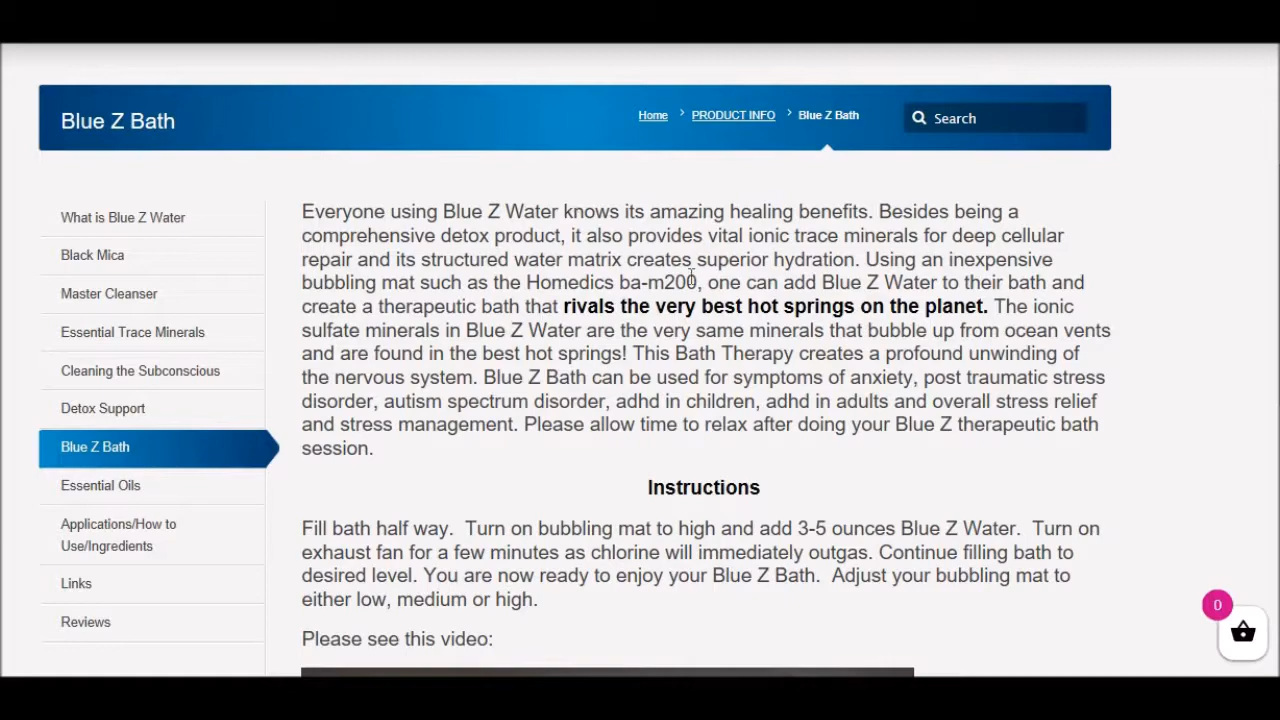 Blue Z Bath
Home > PRODUCT INFO > Blue Z Bath
Search
What is Blue Z Water
Black Mica
Master Cleanser
Essential Trace Minerals
Cleaning the Subconscious
Detox Support
Blue Z Bath
Essential Oils
Applications/How to
Use/Ingredients
Links
Reviews
Everyone using Blue Z Water knows its amazing healing benefits. Besides being a
comprehensive detox product, it also provides vital ionic trace minerals for deep cellular
repair and its structured water matrix creates superior hydration. Using an inexpensive
bubbling mat such as the Homedics ba-m200, one can add Blue Z Water to their bath and
create a therapeutic bath that rivals the very best hot springs on the planet. The ionic
sulfate minerals in Blue Z Water are the very same minerals that bubble up from ocean vents
and are found in the best hot springs! This Bath Therapy creates a profound unwinding of
the nervous system. Blue Z Bath can be used for symptoms of anxiety, post traumatic stress
disorder, autism spectrum disorder, adhd in children, adhd in adults and overall stress relief
and stress management. Please allow time to relax after doing your Blue Z therapeutic bath
session.
Instructions
Fill bath half way. Turn on bubbling mat to high and add 3-5 ounces Blue Z Water. Turn on
exhaust fan for a few minutes as chlorine will immediately outgas. Continue filling bath to
desired level. You are now ready to enjoy your Blue Z Bath. Adjust your bubbling mat to
either low, medium or high.
Please see this video:
0